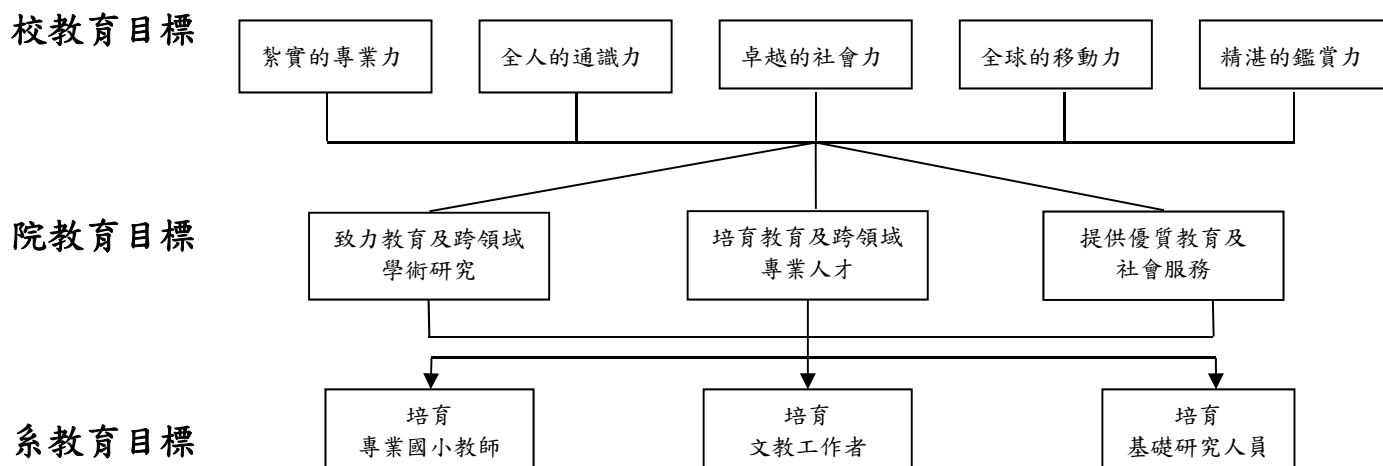 校教育目標
紮實的專業力
全人的通識力
卓越的社會力
全球的移動力
精湛的鑑賞力
院教育目標
致力教育及跨領域
學術研究
培育教育及跨領域
專業人才
提供優質教育及
社會服務
系教育目標
培育
專業國小教師
培育
文教工作者
培育
基礎研究人員